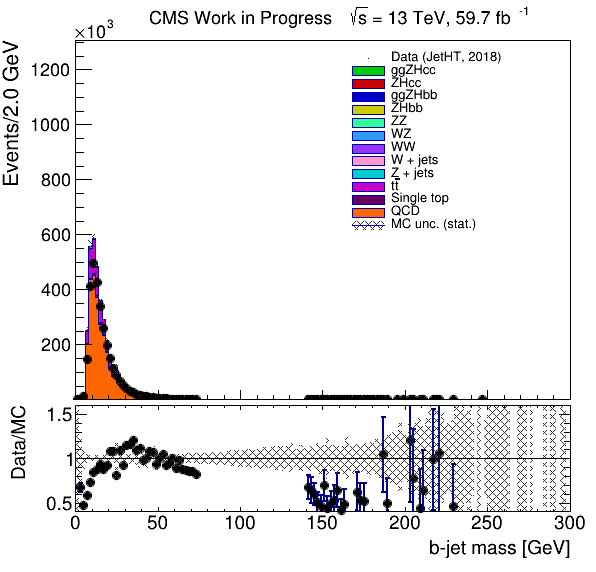 CMS Work in Progress √s = 13 TeV, 59.7 fb⁻¹
×10³
Events/2.0 GeV
1200
1000
800
600
400
200
Data (JetHT, 2018)
ggZHcc
ZHcc
ggZHbb
ZHbb
ZZ
WZ
WW
W + jets
Z + jets
tt̅
Single top
QCD
MC unc. (stat.)
Data/MC
1.5
1
0.5
0 50 100 150 200 250 300
b-jet mass [GeV]